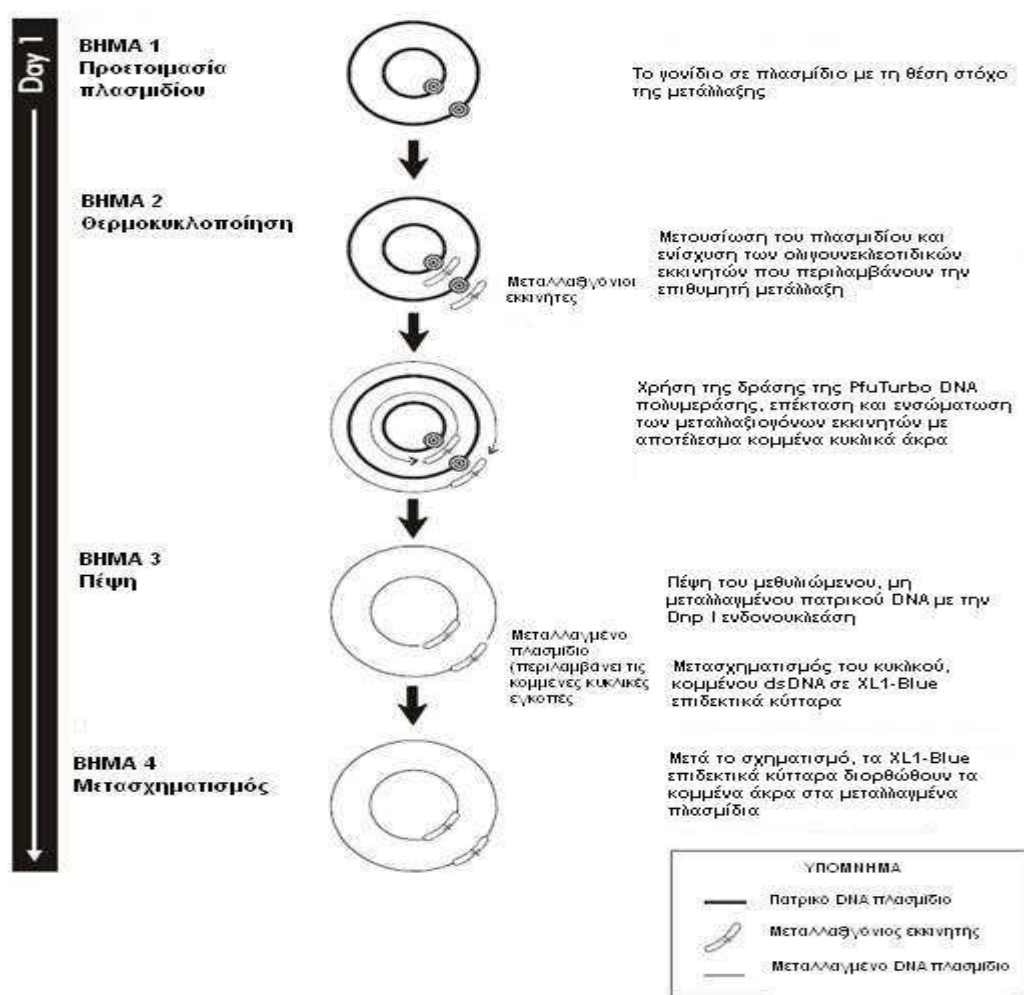 Day 1
ΒΗΜΑ 1
Προετοιμασία
πλασμιδίου
Το γονίδιο σε πλασμίδιο με τη θέση στόχο
της μετάλλαξης
ΒΗΜΑ 2
Θερμοκυκλοποίηση
Μεταλλαξιγόνιοι
εκκινήτες
Μετουσίωση του πλασμιδίου και
ενίσχυση των ολιγουνεκλεοτιδικών
εκκινητών που περιλαμβάνουν την
επιθυμητή μετάλλαξη
Χρήση της δράσης της PfuTurbo DNA
πολυμεράσης, επέκταση και ενσωμάτωση
των μεταλλαξιογόνων εκκινητών με
αποτέλεσμα κομμένα κυκλικά άκρα
ΒΗΜΑ 3
Πέψη
Μεταλλαγμένο
πλασμίδιο
(περιλαμβάνει τις
κομμένες κυκλικές
εγκοπές
Πέψη του μεθυλιώμενου, μη
μεταλλαγμένου πατρικού DNA με την
Dnp I ενδονουκλεάση
Μετασχηματισμός του κυκλικού,
κομμένου dsDNA σε XL1-Blue
επιδεκτικά κύτταρα
ΒΗΜΑ 4
Μετασχηματισμός
Μετά το σχηματισμό, τα XL1-Blue
επιδεκτικά κύτταρα διορθώθουν τα
κομμένα άκρα στα μεταλλαγμένα
πλασμίδια
ΥΠΟΜΝΗΜΑ
Πατρικό DNA πλασμίδιο
Μεταλλαξιγόνιος εκκινητής
Μεταλλαγμένο DNA πλασμίδιο